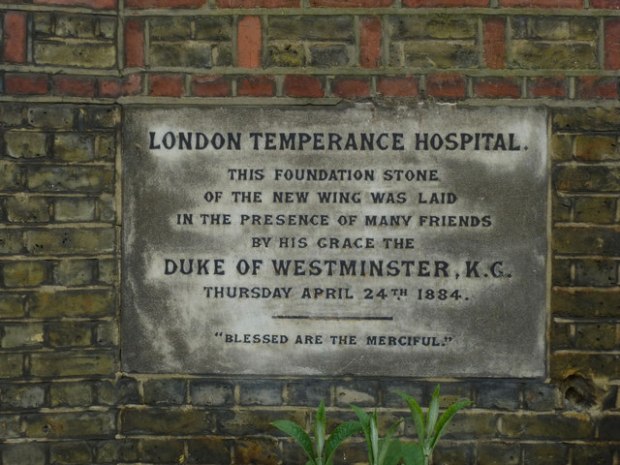 LONDON TEMPERANCE HOSPITAL.
THIS FOUNDATION STONE
OF THE NEW WING WAS LAID
IN THE PRESENCE OF MANY FRIENDS
BY HIS GRACE THE
DUKE OF WESTMINSTER, K.G.
THURSDAY APRIL 24TH. 1884.
"BLESSED ARE THE MERCIFUL."